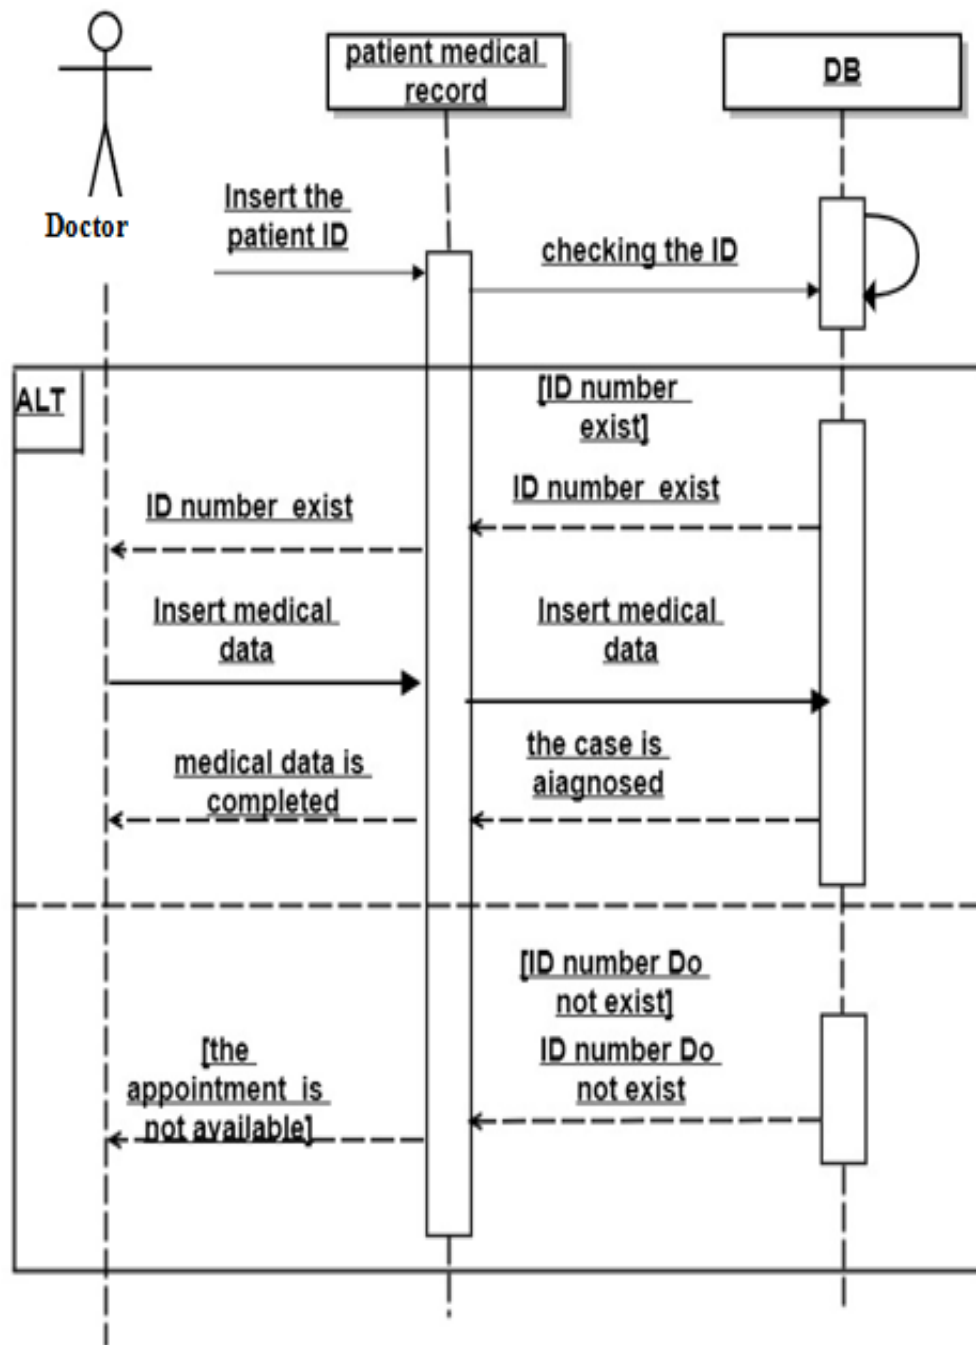 patient medical
record
DB
Doctor
Insert the
patient ID
checking the ID
ALT
[ID number
exist]
ID number exist
ID number exist
Insert medical
data
Insert medical
data
the case is
aiagnosed
medical data is
completed
[ID number Do
not exist]
ID number Do
not exist
[the
appointment is
not available]